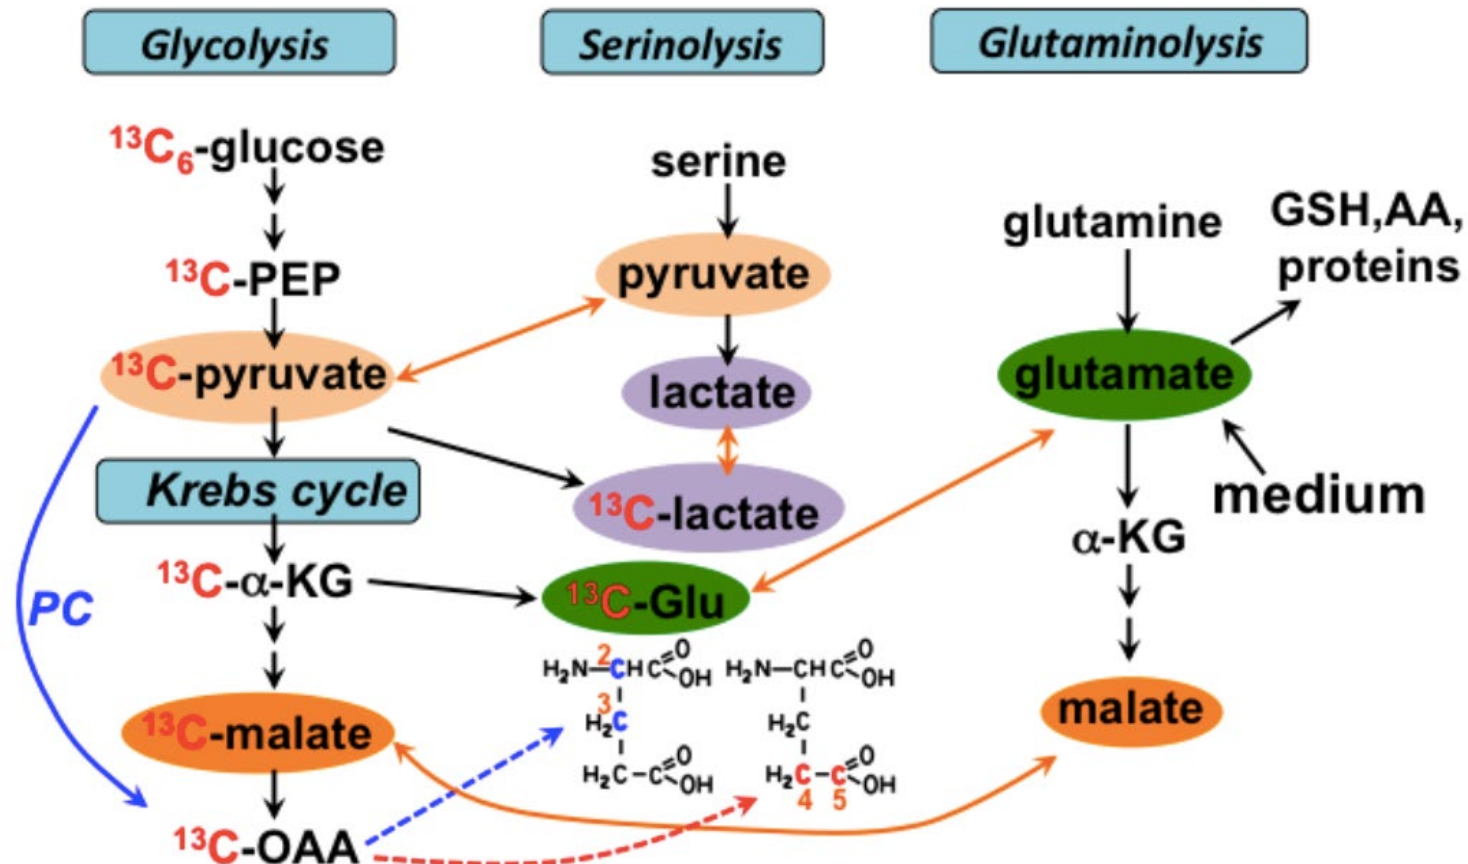 Glycolysis
Serinolysis
Glutaminolysis
13C6-glucose
13C-PEP
13C-pyruvate
Krebs cycle
13C-α-KG
PC
13C-malate
13C-OAA
serine
pyruvate
lactate
13C-lactate
13C-Glu
2
H2N-CHC=O
OH
3
H2C
H2C-C=O
OH
H2N-CHC=O
OH
H2C
H2C-C=O
OH
4 5
glutamine
GSH,AA,
proteins
glutamate
medium
α-KG
malate